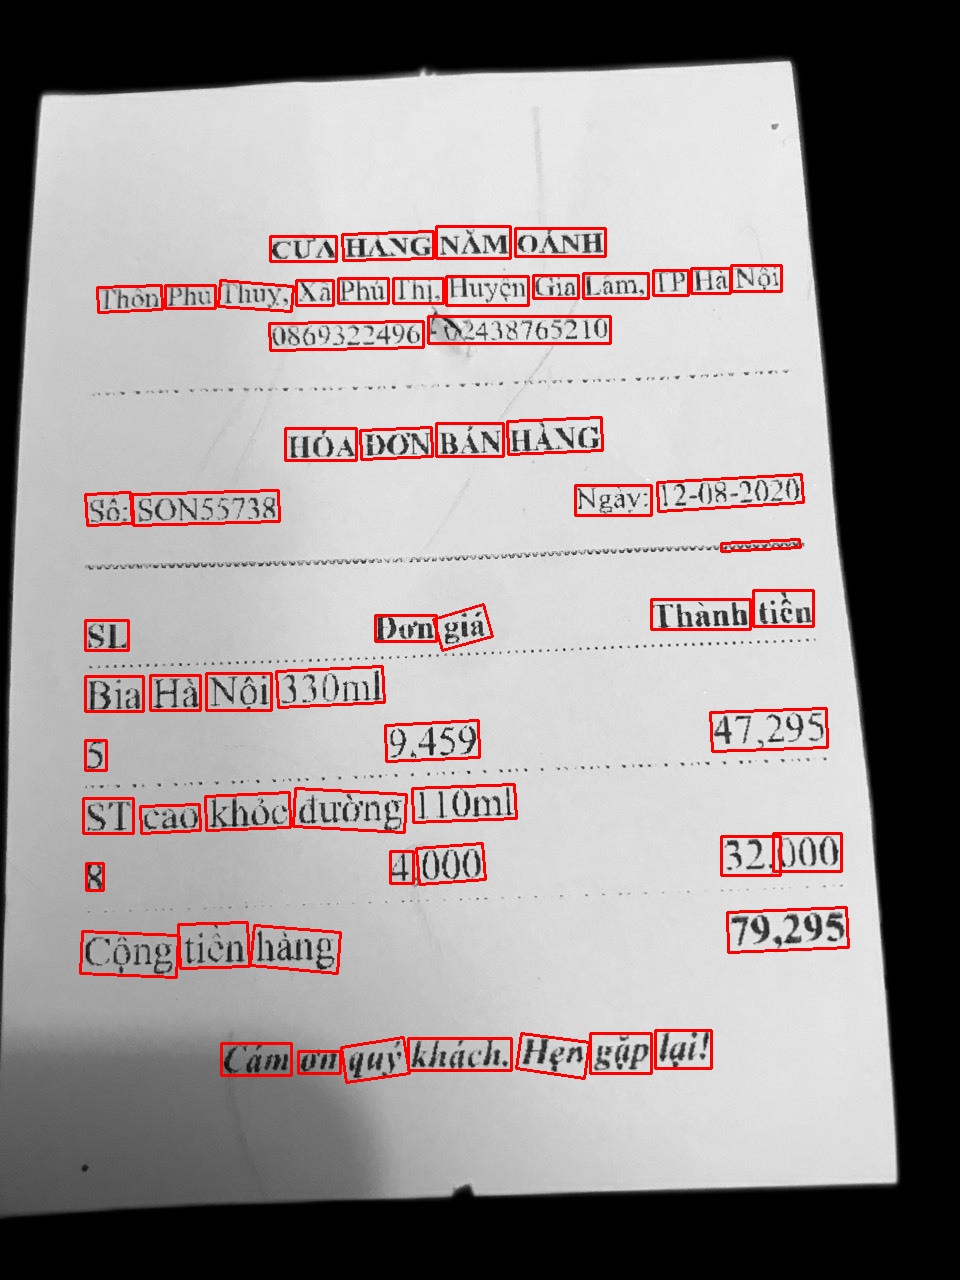 CỬA HÀNG NĂM OÁNH
Thôn Phú Thụy, Xã Phú Thị, Huyện Gia Lâm, TP Hà Nội
0869322496 - 02438765210
HÓA ĐƠN BÁN HÀNG
Số: SON55738 Ngày: 12-08-2020
SL Đơn giá Thành tiền
Bia Hà Nội 330ml
5 9,459 47,295
ST cao khóc đường 110ml
8 4,000 32,000
Cộng tiền hàng 79,295
Cám ơn quý khách. Hẹn gặp lại!